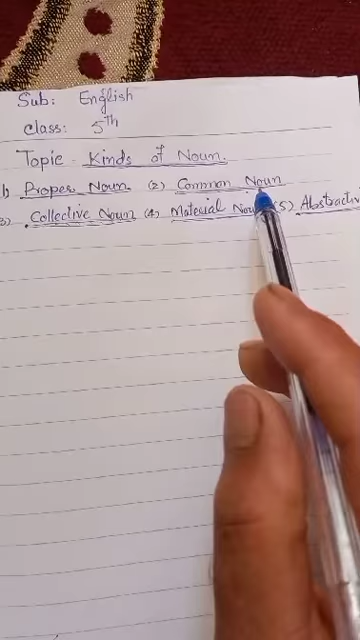 Sub: English
Class: 5th
Topic - Kinds of Noun.
1) Proper Noun. (2) Common Noun
3) Collective Noun (4) Material Noun (5) Abstractiv